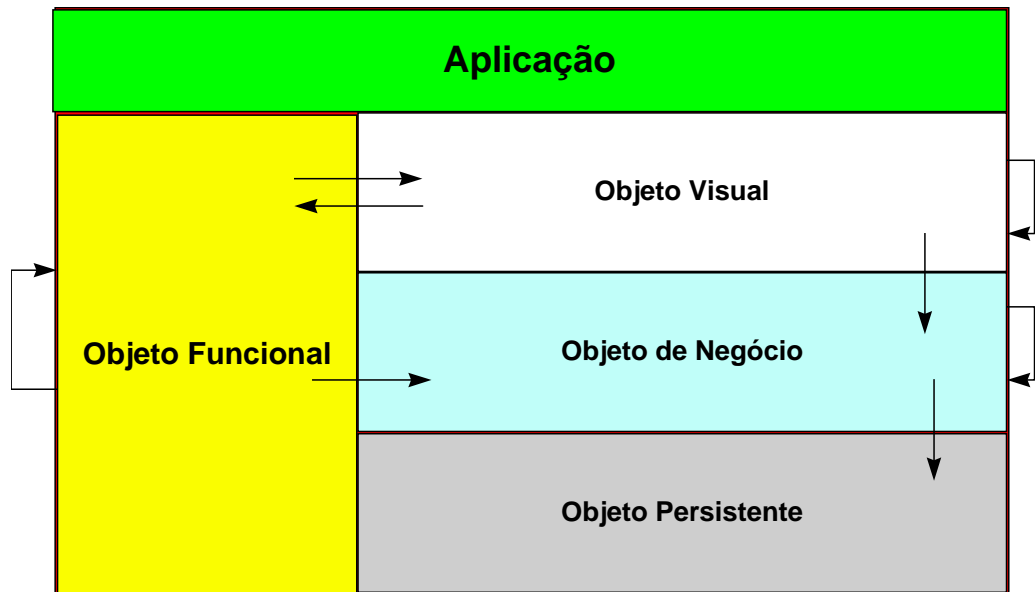 Aplicação
Objeto Visual
Objeto Funcional
Objeto de Negócio
Objeto Persistente